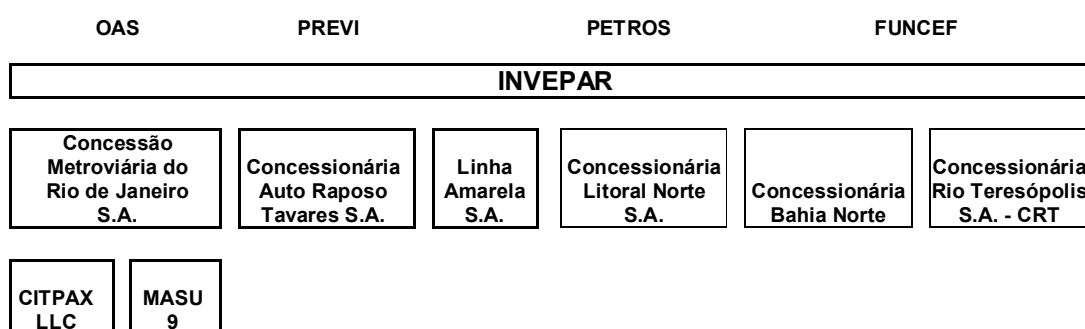 OAS PREVI PETROS FUNCEF
INVEPAR
Concessão
Metroviária do
Rio de Janeiro
S.A.
Concessionária
Auto Raposo
Tavares S.A.
Linha
Amarela
S.A.
Concessionária
Litoral Norte
S.A.
Concessionária
Bahia Norte
Concessionária
Rio Teresópolis
S.A. - CRT
CITPAX
LLC
MASU
9